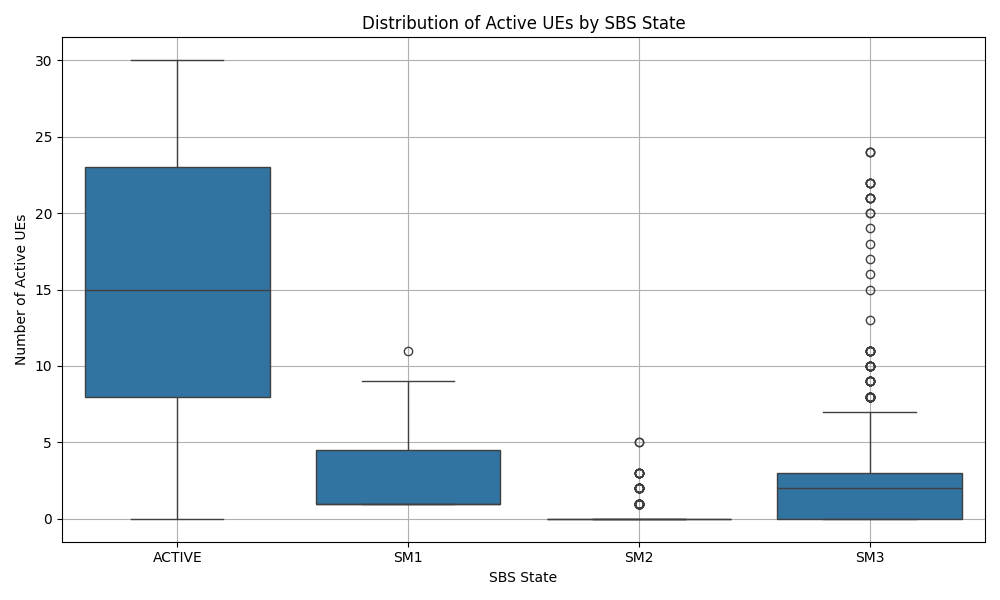 Distribution of Active UEs by SBS State
Number of Active UEs
30
25
20
15
10
5
0
ACTIVE SM1 SM2 SM3
SBS State